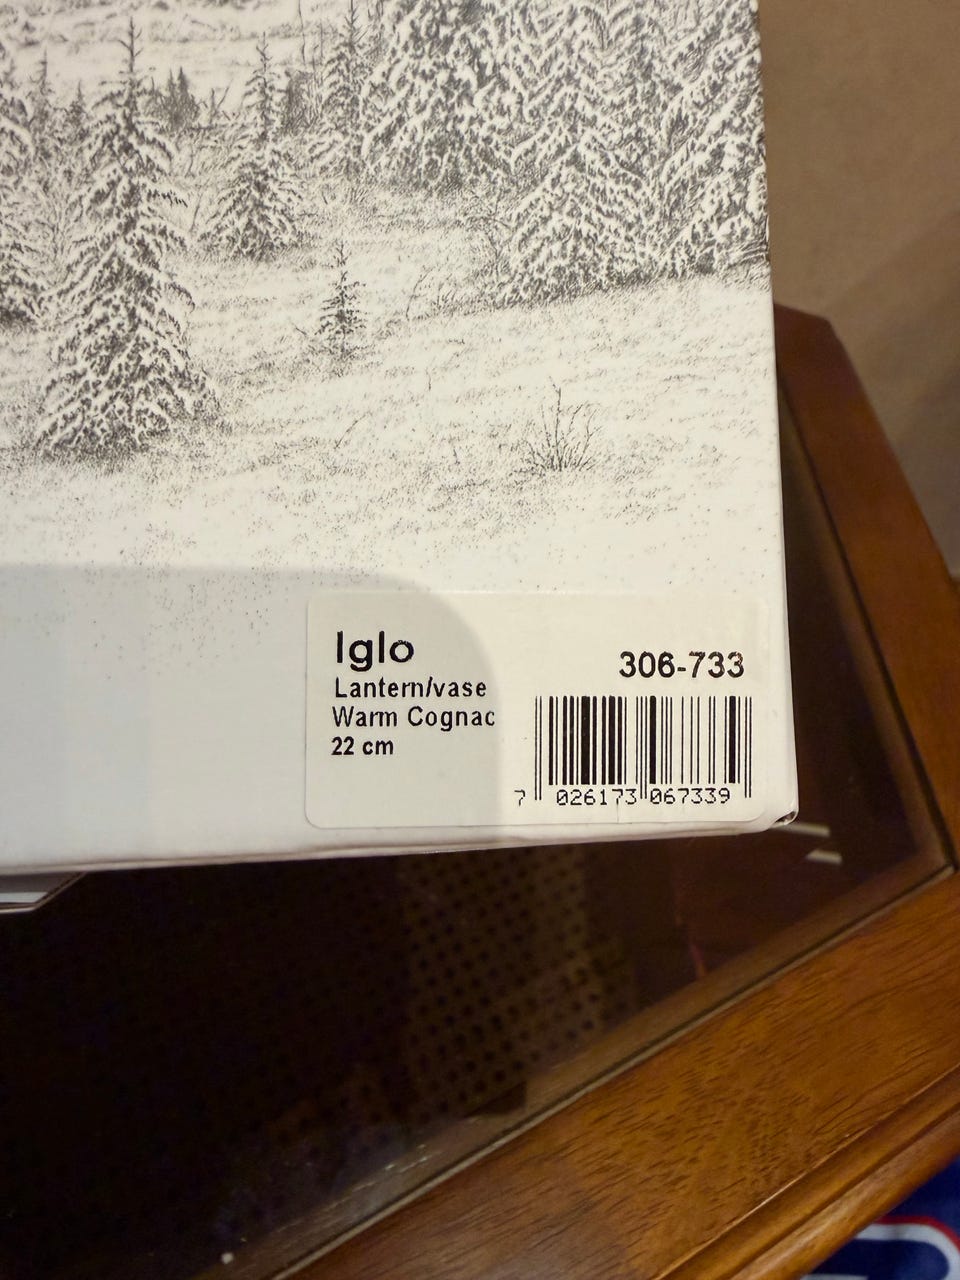 Iglo
Lantern/vase
Warm Cognac
22 cm
306-733
7 026173 067339